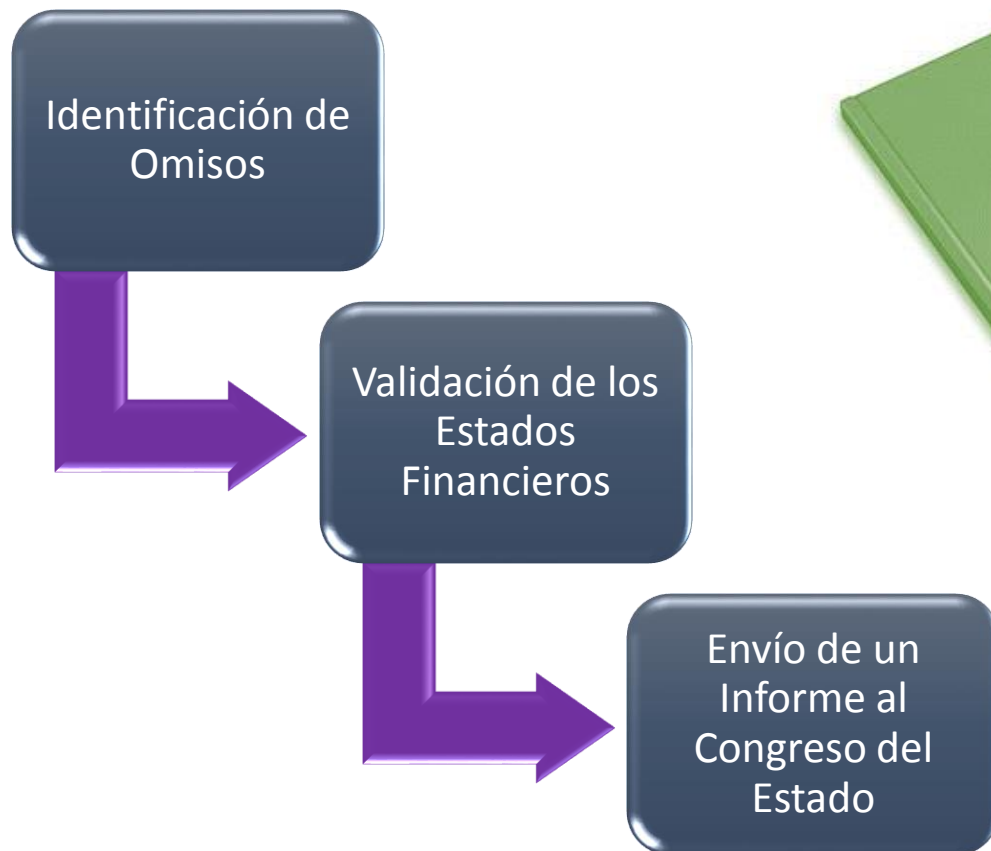 Identificación de
Omisos
Validación de los
Estados
Financieros
Envío de un
Informe al
Congreso del
Estado